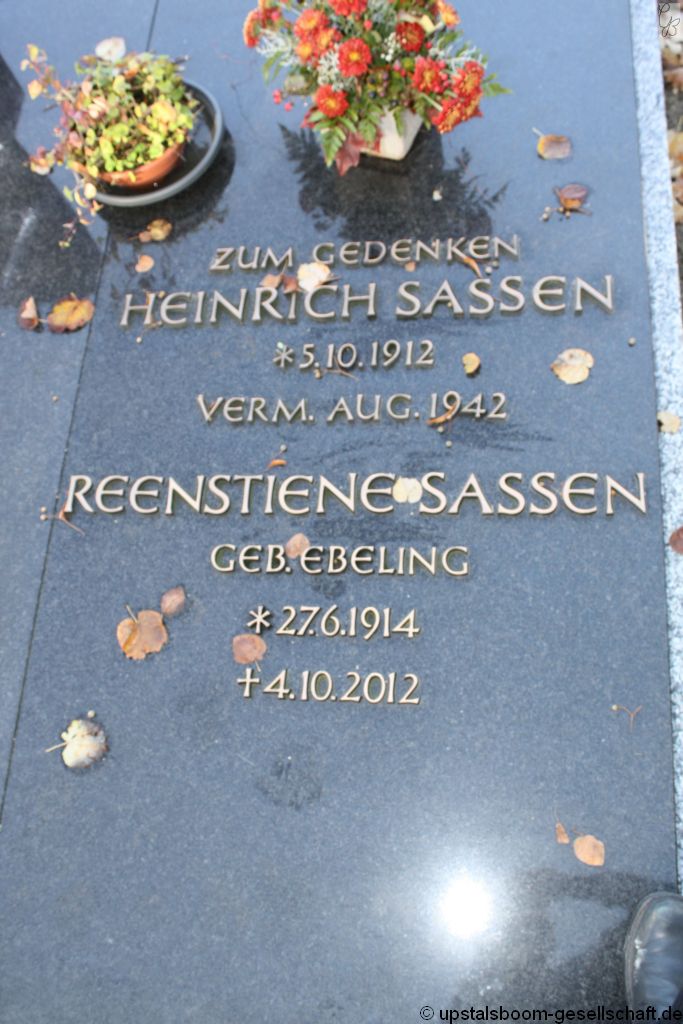 ZUM GEDENKEN
HEINRICH SASSEN
*5.10.1912
VERM. AUG. 1942
REENSTIENE SASSEN
GEB. EBELING
*27.6.1914
†4.10.2012
© upstalsboom-gesellschaft.de